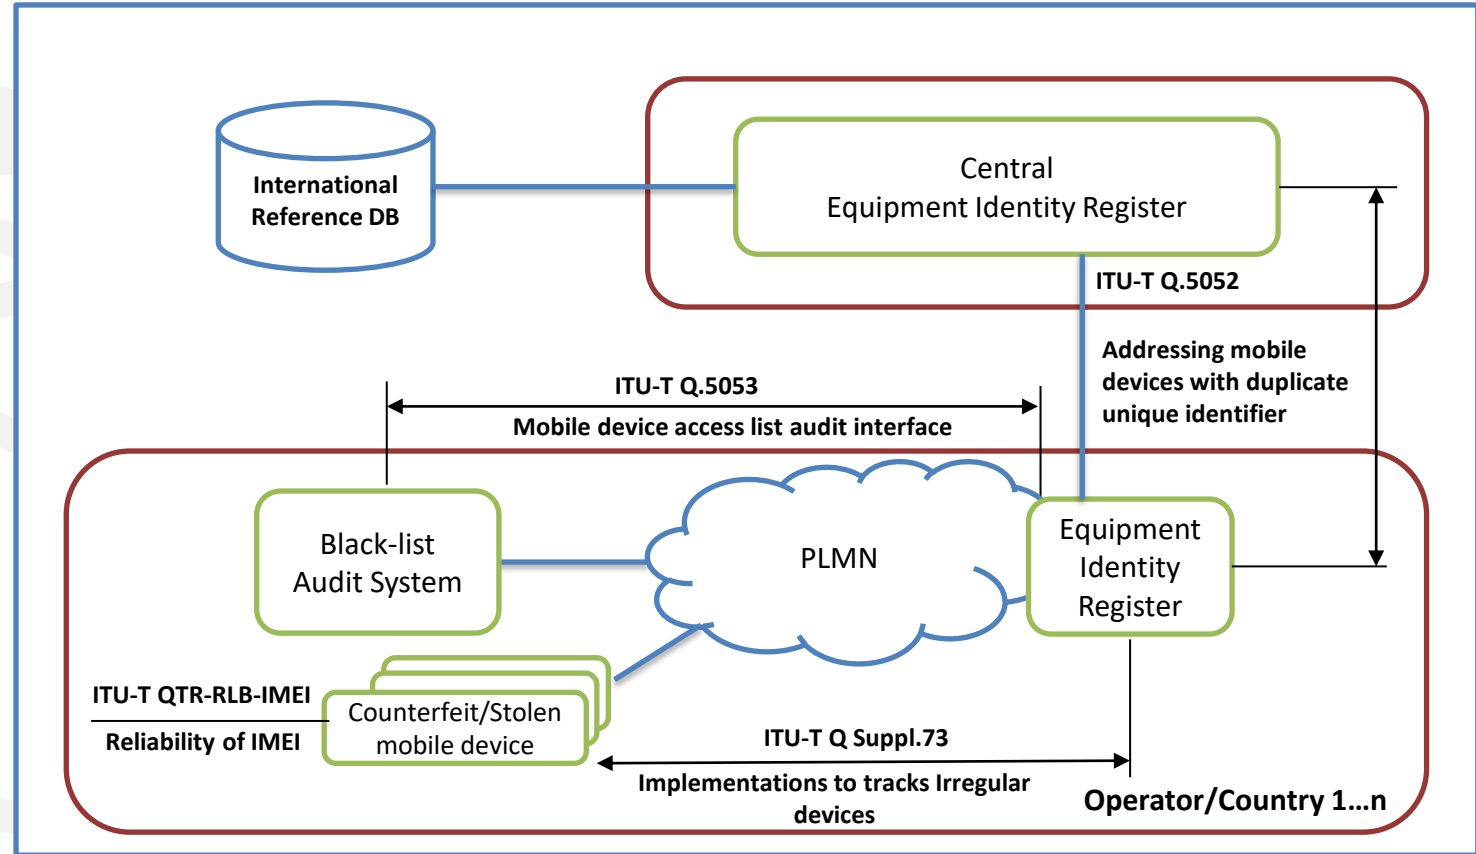 International
Reference DB
Central
Equipment Identity Register
ITU-T Q.5052
Addressing mobile
devices with duplicate
unique identifier
ITU-T Q.5053
Mobile device access list audit interface
Black-list
Audit System
PLMN
Equipment
Identity
Register
ITU-T QTR-RLB-IMEI
Reliability of IMEI
Counterfeit/Stolen
mobile device
ITU-T Q Suppl.73
Implementations to tracks Irregular
devices
Operator/Country 1...n